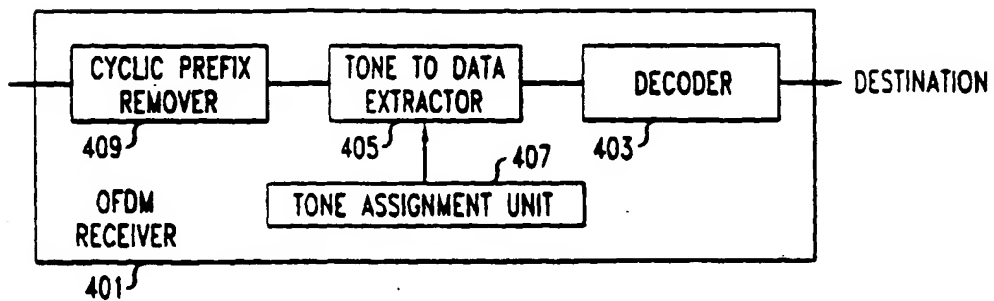 CYCLIC PREFIX
REMOVER
409
TONE TO DATA
EXTRACTOR
405
DECODER
403
DESTINATION
407
TONE ASSIGNMENT UNIT
OFDM
RECEIVER
401